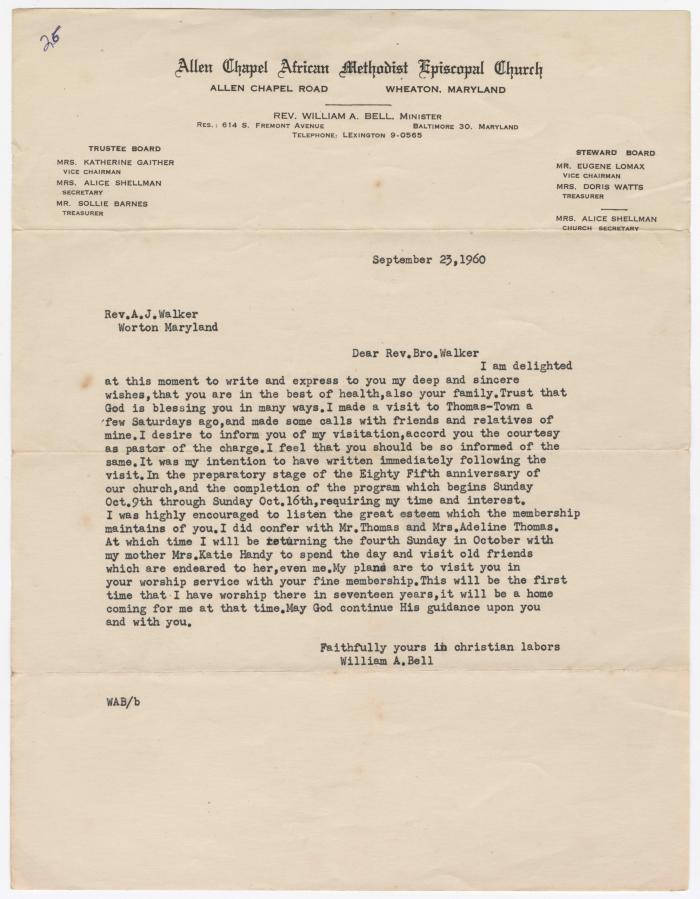 26
Allen Chapel African Methodist Episcopal Church
ALLEN CHAPEL ROAD WHEATON, MARYLAND
REV. WILLIAM A. BELL, MINISTER
RES.: 614 S. FREMONT AVENUE BALTIMORE 30, MARYLAND
TELEPHONE: LEXINGTON 9-0565
TRUSTEE BOARD
MRS. KATHERINE GAITHER
VICE CHAIRMAN
MRS. ALICE SHELLMAN
SECRETARY
MR. SOLLIE BARNES
TREASURER
STEWARD BOARD
MR. EUGENE LOMAX
VICE CHAIRMAN
MRS. DORIS WATTS
TREASURER
MRS. ALICE SHELLMAN
CHURCH SECRETARY
September 23,1960
Rev.A.J.Walker
Worton Maryland
Dear Rev.Bro.Walker
I am delighted
at this moment to write and express to you my deep and sincere
wishes,that you are in the best of health,also your family.Trust that
God is blessing you in many ways.I made a visit to Thomas-Town a
few Saturdays ago,and made some calls with friends and relatives of
mine.I desire to inform you of my visitation,accord you the courtesy
as pastor of the charge.I feel that you should be so informed of the
same.It was my intention to have written immediately following the
visit.In the preparatory stage of the Eighty Fifth anniversary of
our church,and the completion of the program which begins Sunday
Oct.9th through Sunday Oct.16th,requiring my time and interest.
I was highly encouraged to listen the great esteem which the membership
maintains of you.I did confer with Mr.Thomas and Mrs.Adeline Thomas.
At which time I will be returning the fourth Sunday in October with
my mother Mrs.Katie Handy to spend the day and visit old friends
which are endeared to her,even me.My plans are to visit you in
your worship service with your fine membership.This will be the first
time that I have worship there in seventeen years,it will be a home
coming for me at that time.May God continue His guidance upon you
and with you.
Faithfully yours in christian labors
William A.Bell
WAB/b